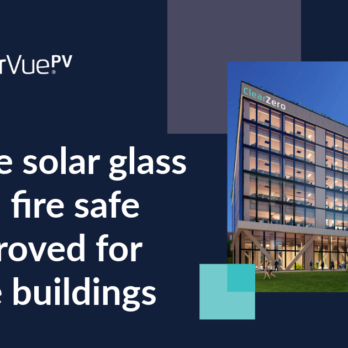 rVuePV
®
ClearZero
e solar glass
fire safe
roved for
e buildings